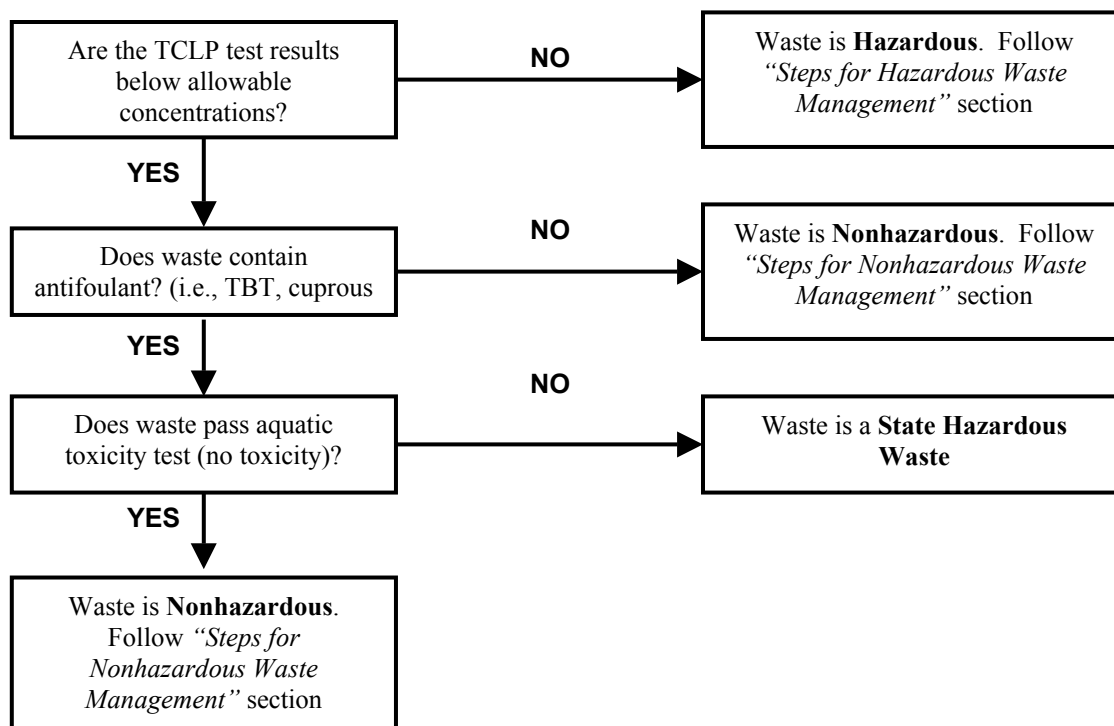 Are the TCLP test results
below allowable
concentrations?
NO
Waste is Hazardous. Follow
“Steps for Hazardous Waste
Management” section
YES
Does waste contain
antifoulant? (i.e., TBT, cuprous
NO
Waste is Nonhazardous. Follow
“Steps for Nonhazardous Waste
Management” section
YES
Does waste pass aquatic
toxicity test (no toxicity)?
NO
Waste is a State Hazardous
Waste
YES
Waste is Nonhazardous.
Follow “Steps for
Nonhazardous Waste
Management” section